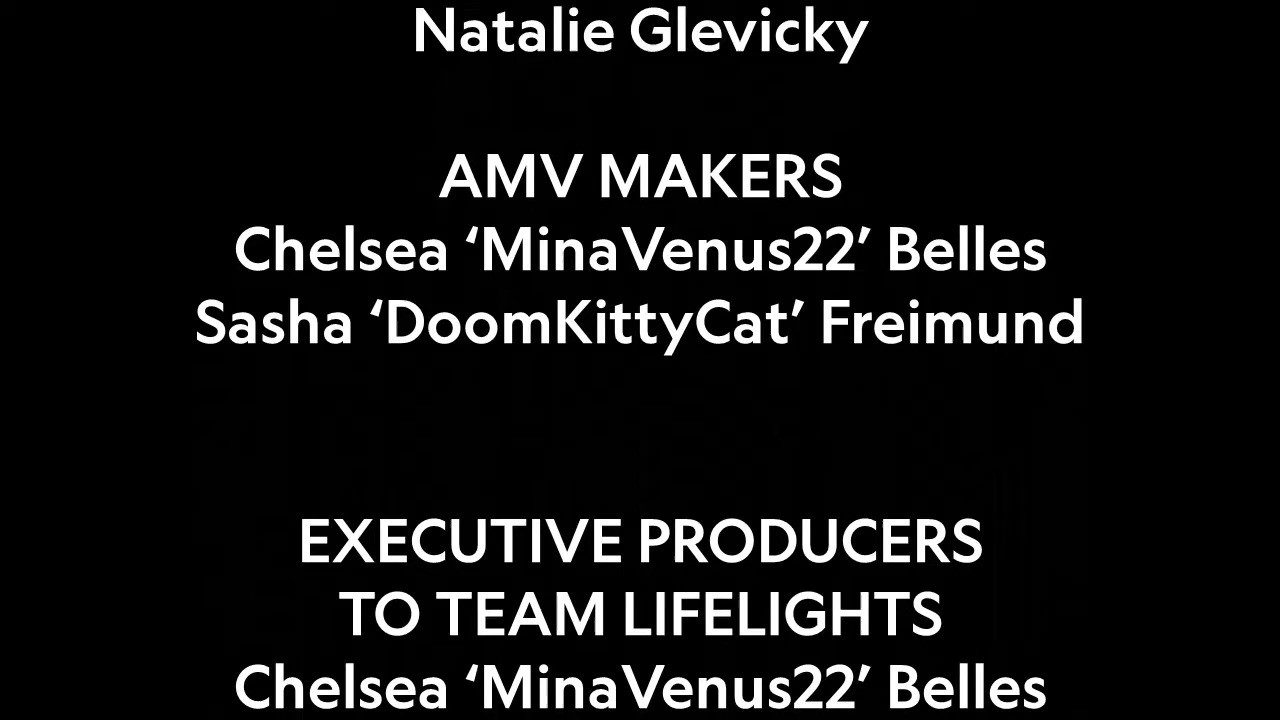 Natalie Glevicky
AMV MAKERS
Chelsea ‘MinaVenus22’ Belles
Sasha ‘DoomKittyCat’ Freimund
EXECUTIVE PRODUCERS
TO TEAM LIFELIGHTS
Chelsea ‘MinaVenus22’ Belles